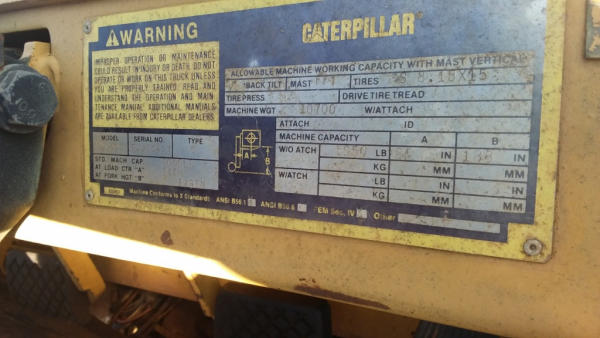 WARNING
CATERPILLAR
IMPROPER OPERATION OR MAINTENANCE
COULD RESULT IN INJURY OR DEATH. DO NOT
OPERATE OR WORK ON THIS TRUCK UNLESS
YOU ARE PROPERLY TRAINED. READ AND
UNDERSTAND THE OPERATION AND MAIN-
TENANCE MANUAL. ADDITIONAL MANUALS
ARE AVAILABLE FROM CATERPILLAR DEALERS.
ALLOWABLE MACHINE WORKING CAPACITY WITH MAST VERTICAL
°BACK TILT MAST TIRES 8.15X15
TIRE PRESS DRIVE TIRE TREAD
MACHINE WGT 10700 W/ATTACH
ATTACH ID
MODEL SERIAL NO. TYPE
MACHINE CAPACITY A B
W/O ATCH LB IN IN
KG MM MM
W/ATCH LB IN IN
KG MM MM
STD. MACH CAP.
AT LOAD CTR "A"
AT FORK HGT "B"
A
B
Machine Conforms to Standard: ANSI B56.1 ANSI B56.6 FEM Sec. IV Other